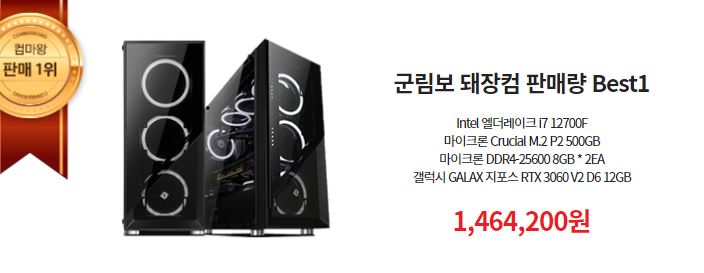 COMMAWANG
컴마왕
판매 1위
COMMAWANG
군림보 돼장컴 판매량 Best1
Intel 엘더레이크 i7 12700F
마이크론 Crucial M.2 P2 500GB
마이크론 DDR4-25600 8GB * 2EA
갤럭시 GALAX 지포스 RTX 3060 V2 D6 12GB
1,464,200원